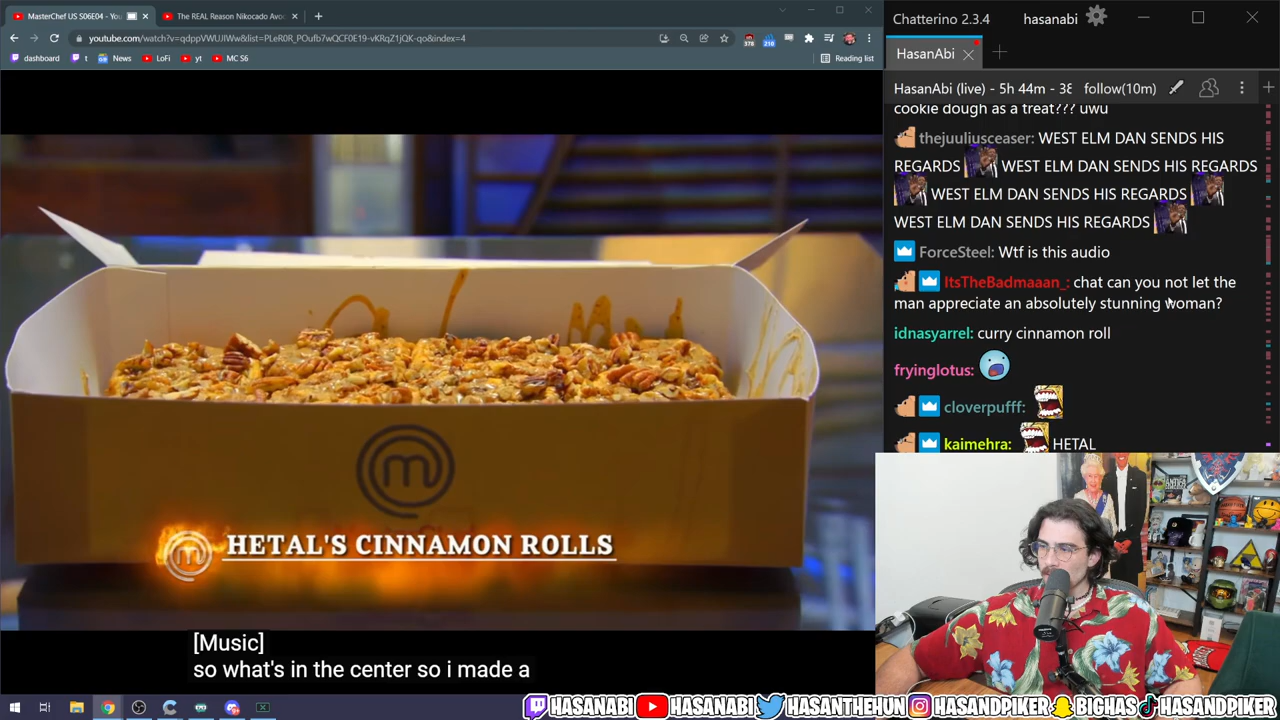 MasterChef US S06E04 - You
The REAL Reason Nikocado Avoc
youtube.com/watch?v=qdppVWUJIWw&list=PLeR0R_POufb7wQCF0E19-vKRqZ1jQK-qo&index=4
378
210
dashboard
t
News
LoFi
yt
MC S6
Reading list
HETAL'S CINNAMON ROLLS
[Music]
so what's in the center so i made a
Chatterino 2.3.4
hasanabi
HasanAbi
HasanAbi (live) - 5h 44m - 38
follow(10m)
cookie dough as a treat??? uwu
thejuuliusceaser: WEST ELM DAN SENDS HIS
REGARDS WEST ELM DAN SENDS HIS REGARDS
WEST ELM DAN SENDS HIS REGARDS
WEST ELM DAN SENDS HIS REGARDS
ForceSteel: Wtf is this audio
ItsTheBadmaaan_: chat can you not let the
man appreciate an absolutely stunning woman?
idnasyarrel: curry cinnamon roll
fryinglotus:
cloverpufff:
kaimehra: HETAL
HASANABI HASANABI HASANTHEHUN HASANDPIKER BIGHAS HASANDPIKER